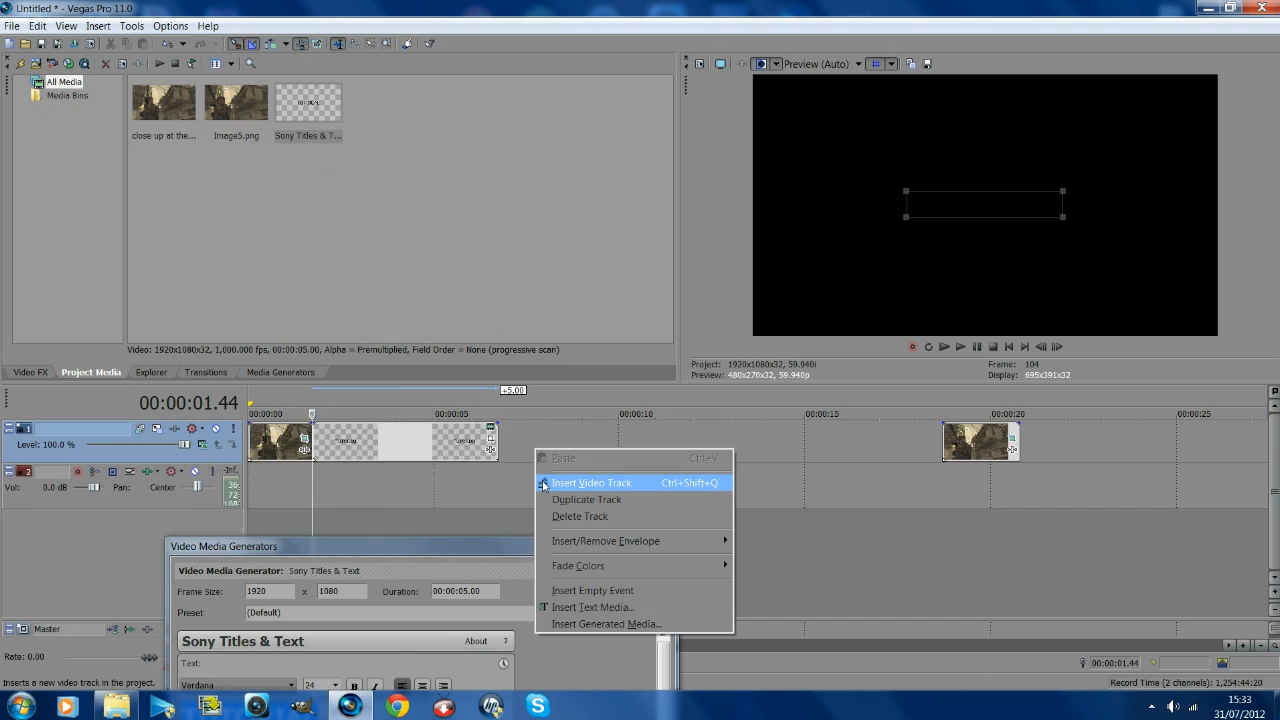 Untitled * - Vegas Pro 11.0
File Edit View Insert Tools Options Help
All Media
Media Bins
close up at the...
Image5.png
Sony Titles & T...
Preview (Auto)
Video: 1920x1080x32, 1,000.000 fps, 00:00:05.00, Alpha = Premultiplied, Field Order = None (progressive scan)
Video FX Project Media Explorer Transitions Media Generators
Project: 1920x1080x32, 59.940i
Preview: 480x270x32, 59.940p
Frame: 104
Display: 695x391x32
00:00:01.44
+5.00
00:00:00 00:00:05 00:00:10 00:00:15 00:00:20 00:00:25
1
Level: 100.0 %
2
-Inf.
Vol: 0.0 dB Pan: Center
36
72
Paste Ctrl+V
Insert Video Track Ctrl+Shift+Q
Duplicate Track
Delete Track
Insert/Remove Envelope
Fade Colors
Insert Empty Event
Insert Text Media...
Insert Generated Media...
Video Media Generators
Video Media Generator: Sony Titles & Text
Frame Size: 1920 x 1080 Duration: 00:00:05.00
Preset: (Default)
Sony Titles & Text About ?
Text:
Verdana 24 B I
Master
Rate: 0.00
00:00:01.44
Inserts a new video track in the project.
Record Time (2 channels): 1,254:44:20
15:33
31/07/2012